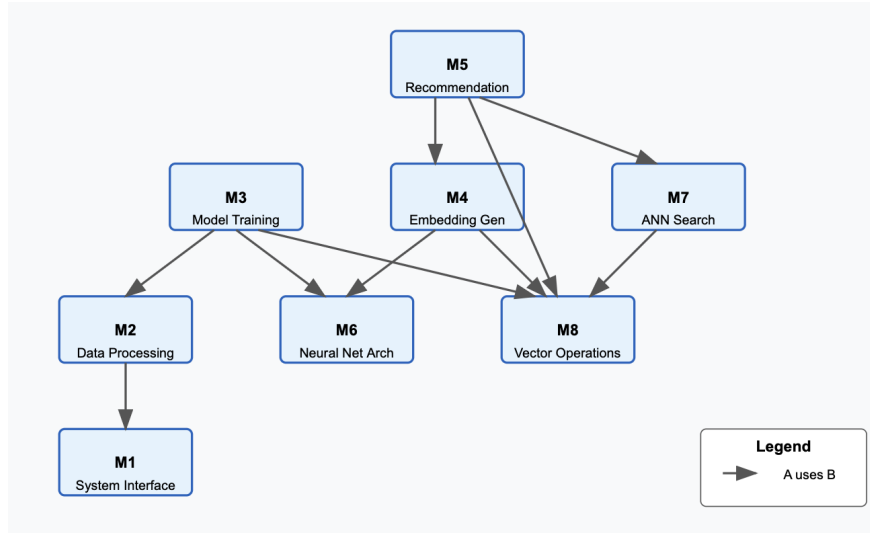 M5
Recommendation
M3
Model Training
M4
Embedding Gen
M7
ANN Search
M2
Data Processing
M6
Neural Net Arch
M8
Vector Operations
M1
System Interface
Legend
A uses B